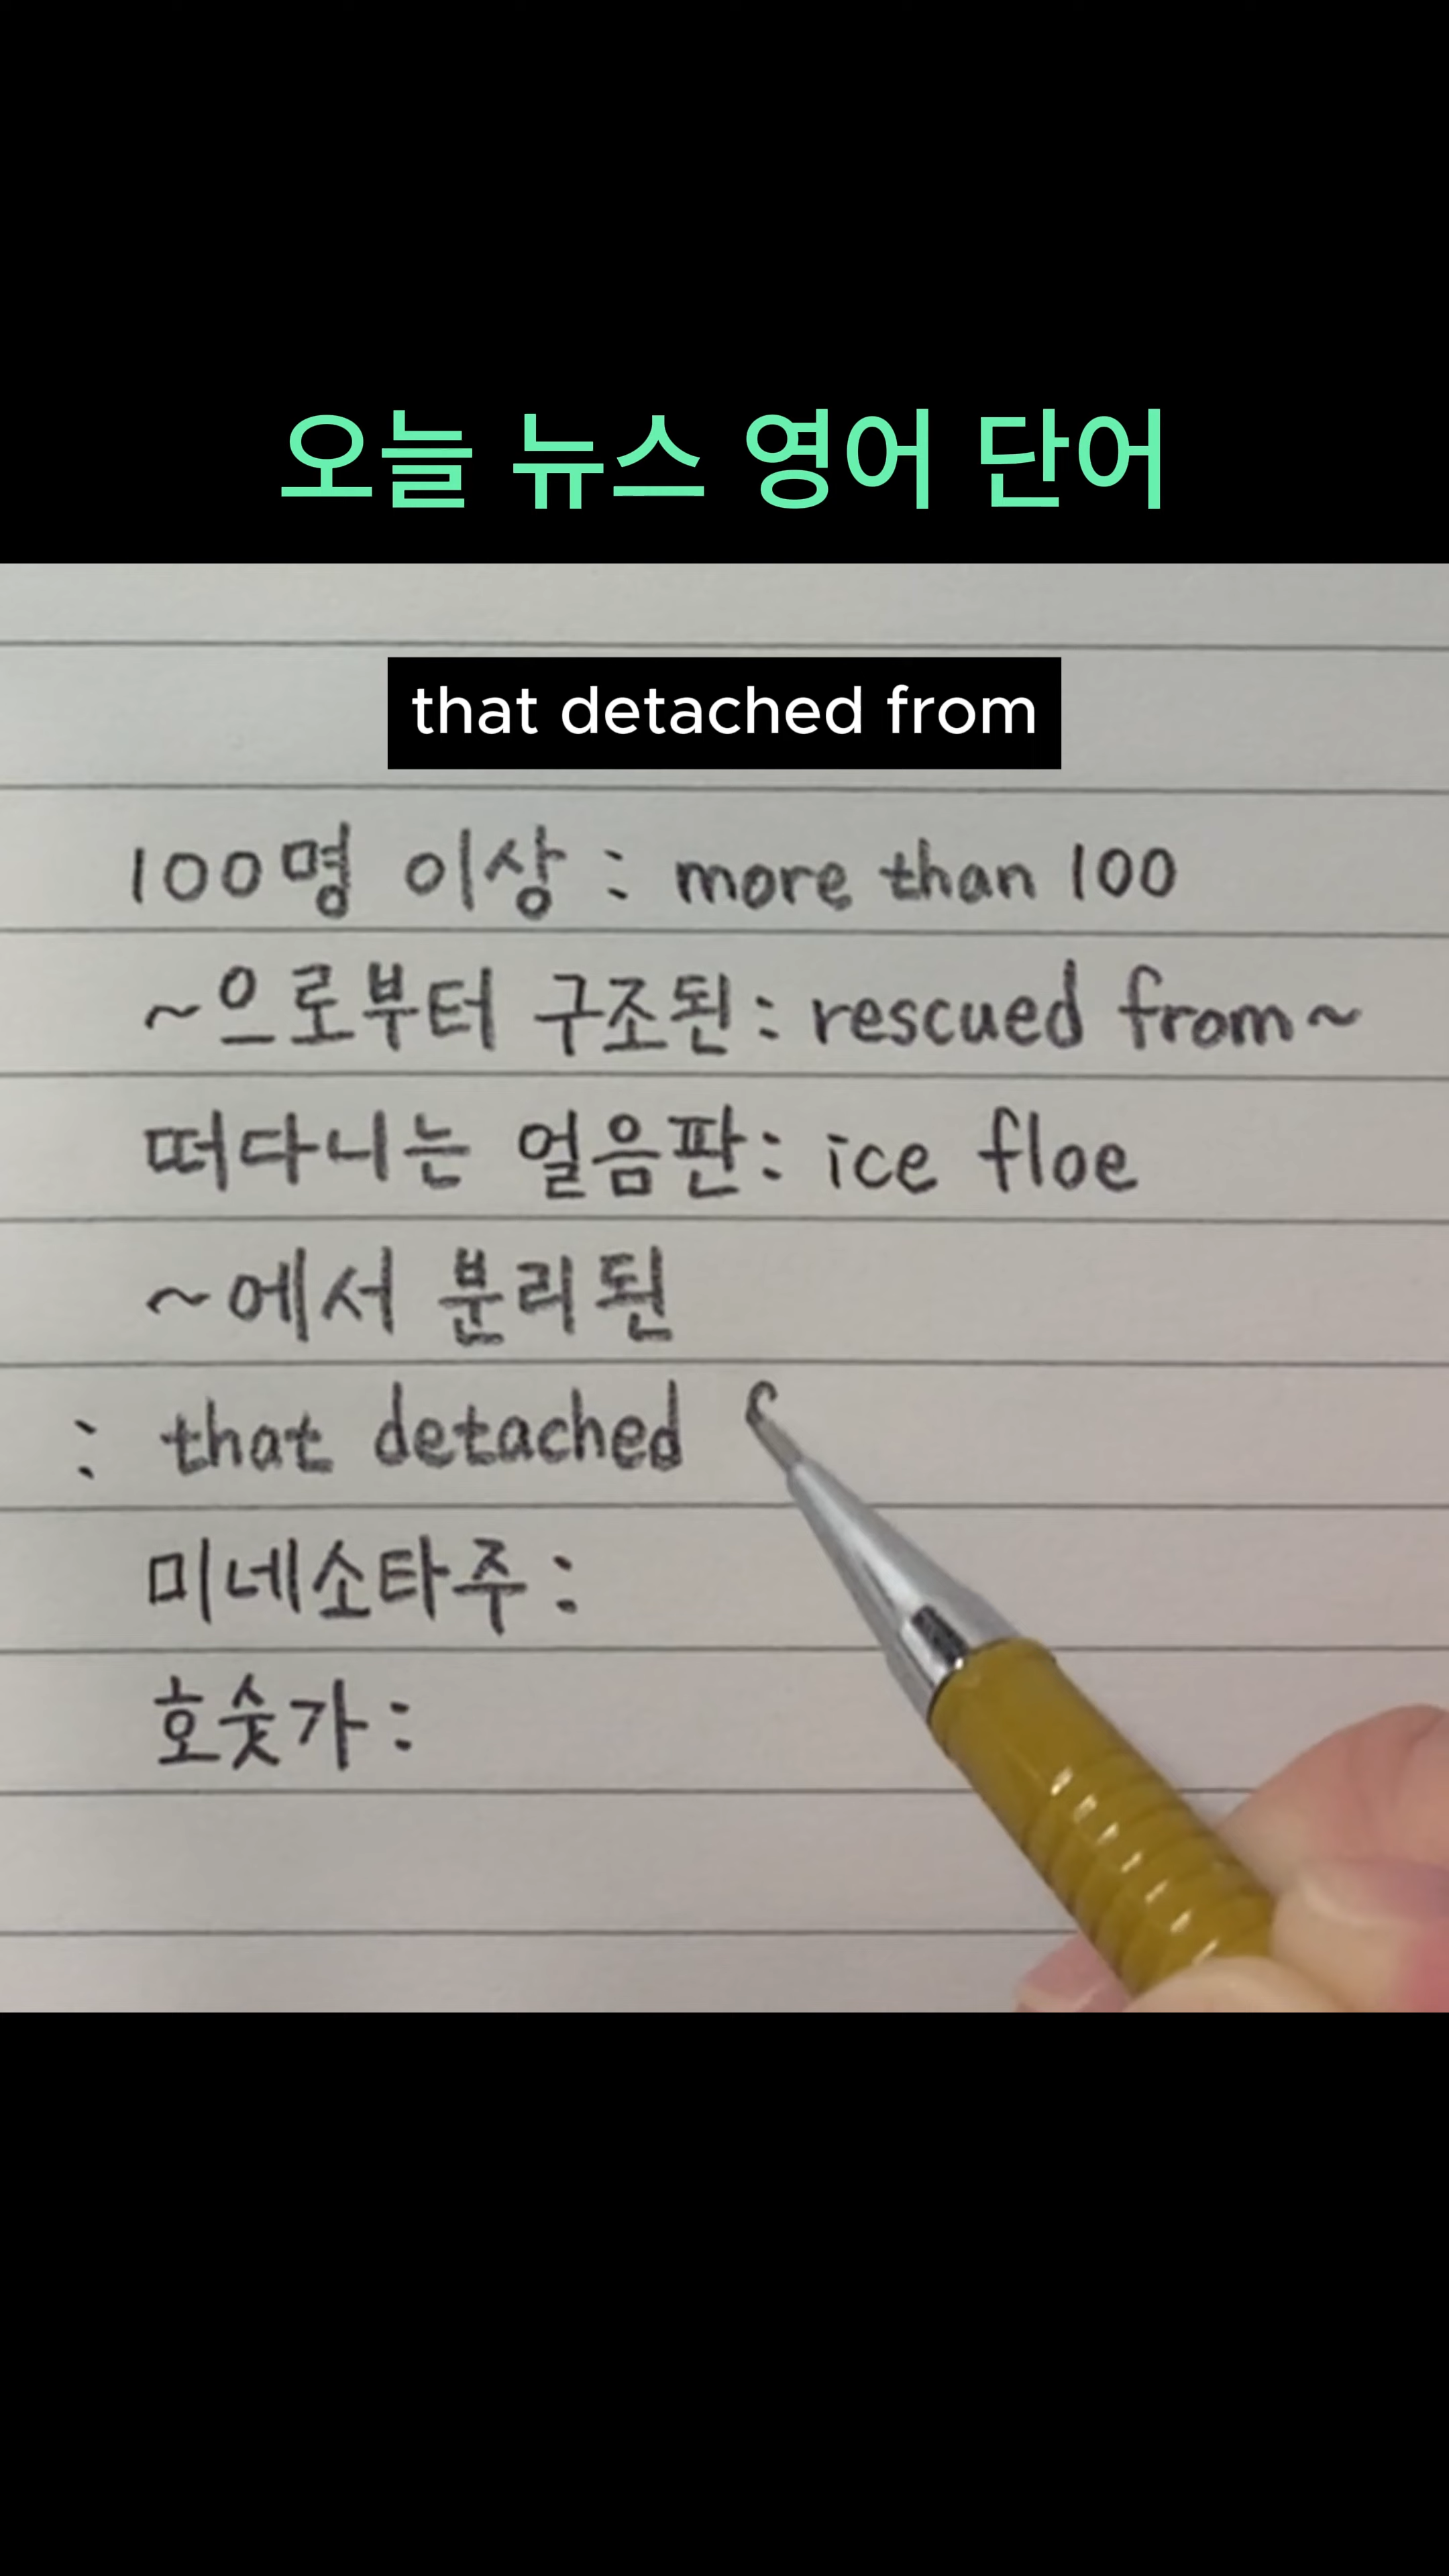 오늘 뉴스 영어 단어
that detached from
100명 이상 : more than 100
~으로부터 구조된 : rescued from~
떠다니는 얼음판 : ice floe
~에서 분리된
: that detached
미네소타주 :
호숫가 :